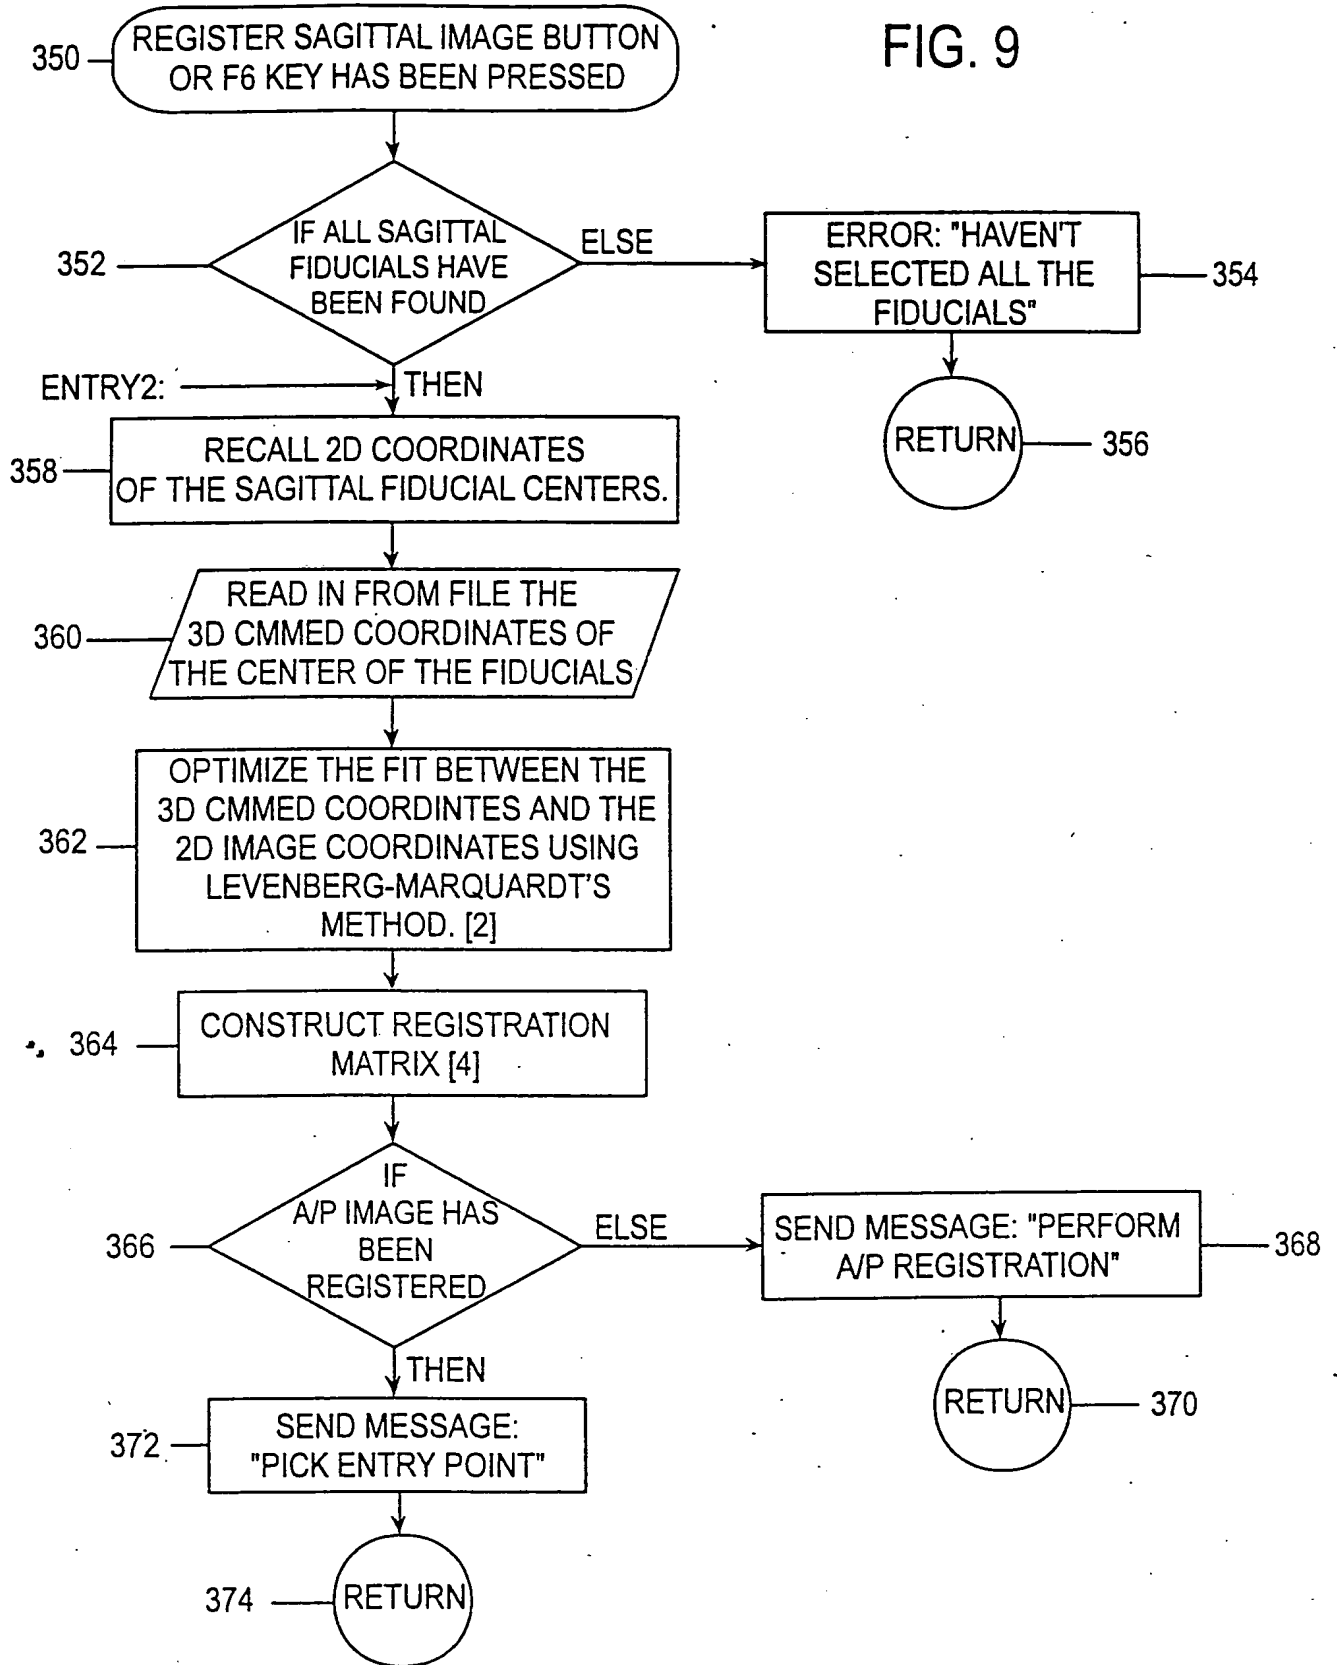 FIG. 9
350
REGISTER SAGITTAL IMAGE BUTTON
OR F6 KEY HAS BEEN PRESSED
352
IF ALL SAGITTAL
FIDUCIALS HAVE
BEEN FOUND
ELSE
ERROR: "HAVEN'T
SELECTED ALL THE
FIDUCIALS"
354
RETURN
356
ENTRY2:
THEN
358
RECALL 2D COORDINATES
OF THE SAGITTAL FIDUCIAL CENTERS.
360
READ IN FROM FILE THE
3D CMMED COORDINATES OF
THE CENTER OF THE FIDUCIALS
362
OPTIMIZE THE FIT BETWEEN THE
3D CMMED COORDINTES AND THE
2D IMAGE COORDINATES USING
LEVENBERG-MARQUARDT'S
METHOD. [2]
364
CONSTRUCT REGISTRATION
MATRIX [4]
366
IF
A/P IMAGE HAS
BEEN
REGISTERED
ELSE
SEND MESSAGE: "PERFORM
A/P REGISTRATION"
368
RETURN
370
THEN
372
SEND MESSAGE:
"PICK ENTRY POINT"
374
RETURN